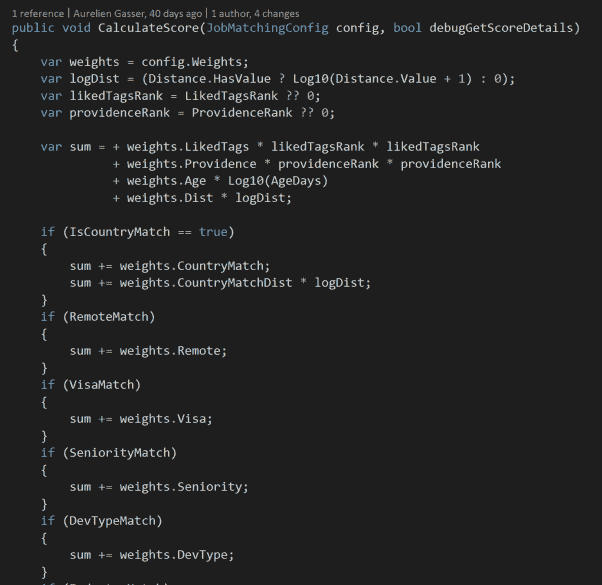 1 reference | Aurelien Gasser, 40 days ago | 1 author, 4 changes
public void CalculateScore(JobMatchingConfig config, bool debugGetScoreDetails)
{
    var weights = config.Weights;
    var logDist = (Distance.HasValue ? Log10(Distance.Value + 1) : 0);
    var likedTagsRank = LikedTagsRank ?? 0;
    var providenceRank = ProvidenceRank ?? 0;

    var sum = + weights.LikedTags * likedTagsRank * likedTagsRank
              + weights.Providence * providenceRank * providenceRank
              + weights.Age * Log10(AgeDays)
              + weights.Dist * logDist;

    if (IsCountryMatch == true)
    {
        sum += weights.CountryMatch;
        sum += weights.CountryMatchDist * logDist;
    }
    if (RemoteMatch)
    {
        sum += weights.Remote;
    }
    if (VisaMatch)
    {
        sum += weights.Visa;
    }
    if (SeniorityMatch)
    {
        sum += weights.Seniority;
    }
    if (DevTypeMatch)
    {
        sum += weights.DevType;
    }